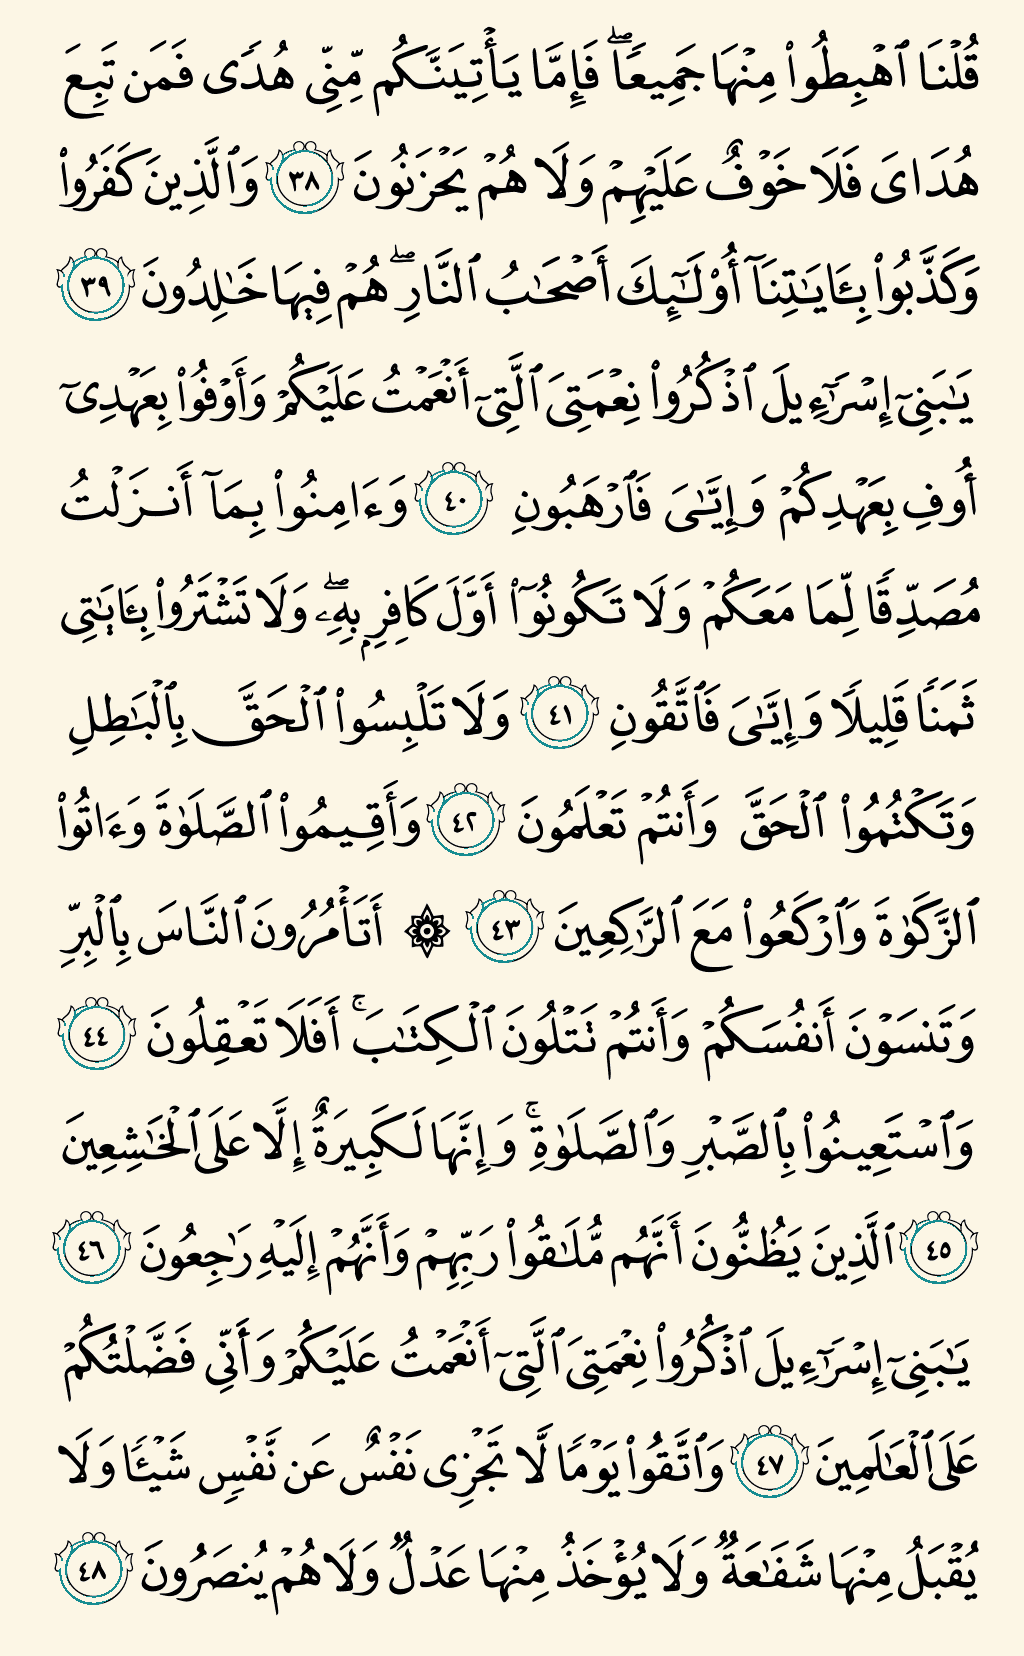 قُلْنَا ٱهْبِطُوا۟ مِنْهَا جَمِيعًۭا ۖ فَإِمَّا يَأْتِيَنَّكُم مِّنِّى هُدًۭى فَمَن تَبِعَ
هُدَاىَ فَلَا خَوْفٌ عَلَيْهِمْ وَلَا هُمْ يَحْزَنُونَ ٣٨ وَٱلَّذِينَ كَفَرُوا۟
وَكَذَّبُوا۟ بِـَٔايَـٰتِنَآ أُو۟لَـٰٓئِكَ أَصْحَـٰبُ ٱلنَّارِ ۖ هُمْ فِيهَا خَـٰلِدُونَ ٣٩
يَـٰبَنِىٓ إِسْرَٰٓءِيلَ ٱذْكُرُوا۟ نِعْمَتِىَ ٱلَّتِىٓ أَنْعَمْتُ عَلَيْكُمْ وَأَوْفُوا۟ بِعَهْدِىٓ
أُوفِ بِعَهْدِكُمْ وَإِيَّـٰىَ فَٱرْهَبُونِ ٤٠ وَءَامِنُوا۟ بِمَآ أَنزَلْتُ
مُصَدِّقًۭا لِّمَا مَعَكُمْ وَلَا تَكُونُوٓا۟ أَوَّلَ كَافِرٍۭ بِهِۦ ۖ وَلَا تَشْتَرُوا۟ بِـَٔايَـٰتِى
ثَمَنًۭا قَلِيلًۭا وَإِيَّـٰىَ فَٱتَّقُونِ ٤١ وَلَا تَلْبِسُوا۟ ٱلْحَقَّ بِٱلْبَـٰطِلِ
وَتَكْتُمُوا۟ ٱلْحَقَّ وَأَنتُمْ تَعْلَمُونَ ٤٢ وَأَقِيمُوا۟ ٱلصَّلَوٰةَ وَءَاتُوا۟
ٱلزَّكَوٰةَ وَٱرْكَعُوا۟ مَعَ ٱلرَّٰكِعِينَ ٤٣ ۞ أَتَأْمُرُونَ ٱلنَّاسَ بِٱلْبِرِّ
وَتَنسَوْنَ أَنفُسَكُمْ وَأَنتُمْ تَتْلُونَ ٱلْكِتَـٰبَ ۚ أَفَلَا تَعْقِلُونَ ٤٤
وَٱسْتَعِينُوا۟ بِٱلصَّبْرِ وَٱلصَّلَوٰةِ ۚ وَإِنَّهَا لَكَبِيرَةٌ إِلَّا عَلَى ٱلْخَـٰشِعِينَ
٤٥ ٱلَّذِينَ يَظُنُّونَ أَنَّهُم مُّلَـٰقُوا۟ رَبِّهِمْ وَأَنَّهُمْ إِلَيْهِ رَٰجِعُونَ ٤٦
يَـٰبَنِىٓ إِسْرَٰٓءِيلَ ٱذْكُرُوا۟ نِعْمَتِىَ ٱلَّتِىٓ أَنْعَمْتُ عَلَيْكُمْ وَأَنِّى فَضَّلْتُكُمْ
عَلَى ٱلْعَـٰلَمِينَ ٤٧ وَٱتَّقُوا۟ يَوْمًۭا لَّا تَجْزِى نَفْسٌ عَن نَّفْسٍۢ شَيْـًۭٔا وَلَا
يُقْبَلُ مِنْهَا شَفَـٰعَةٌۭ وَلَا يُؤْخَذُ مِنْهَا عَدْلٌۭ وَلَا هُمْ يُنصَرُونَ ٤٨